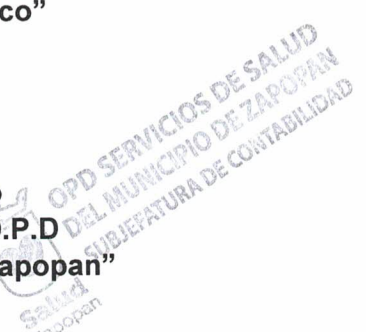 co”
OPD SERVICIOS DE SALUD
DEL MUNICIPIO DE ZAPOPAN
SUBJEFATURA DE CONTABILIDAD
.P.D
apopan”
Salud
Zapopan